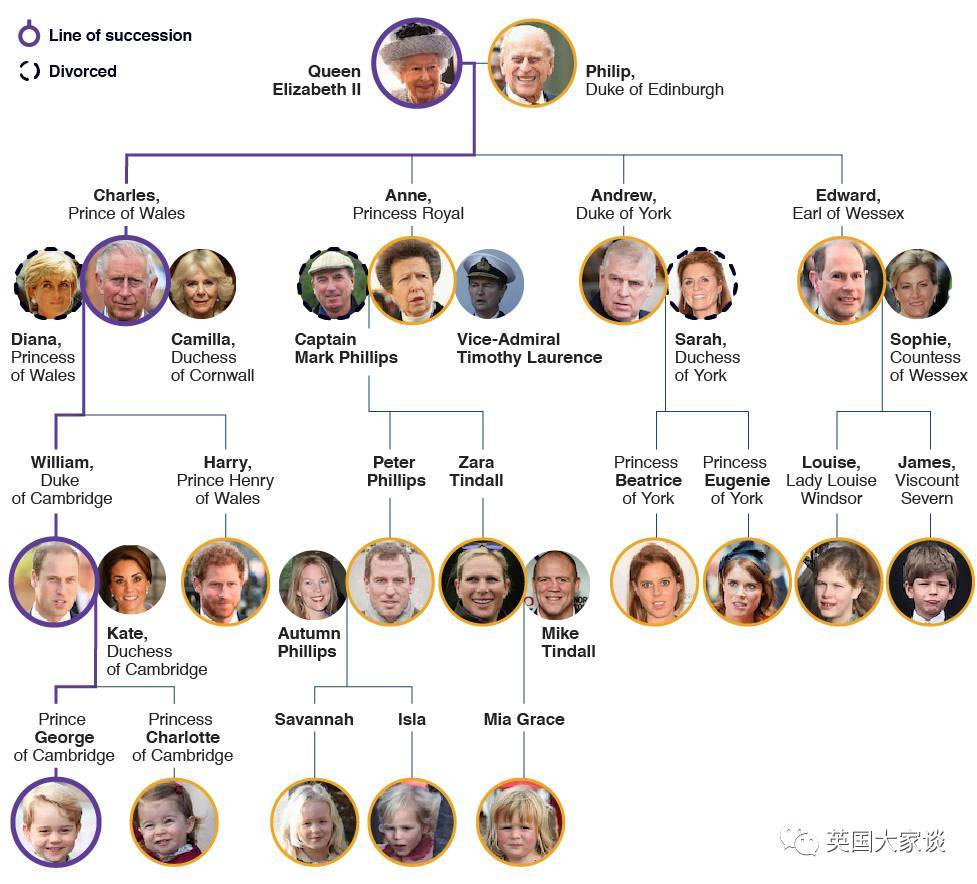 Line of succession
Divorced
Queen
Elizabeth II
Philip,
Duke of Edinburgh
Charles,
Prince of Wales
Anne,
Princess Royal
Andrew,
Duke of York
Edward,
Earl of Wessex
Diana,
Princess
of Wales
Camilla,
Duchess
of Cornwall
Captain
Mark Phillips
Vice-Admiral
Timothy Laurence
Sarah,
Duchess
of York
Sophie,
Countess
of Wessex
William,
Duke
of Cambridge
Harry,
Prince Henry
of Wales
Peter
Phillips
Zara
Tindall
Princess
Beatrice
of York
Princess
Eugenie
of York
Louise,
Lady Louise
Windsor
James,
Viscount
Severn
Kate,
Duchess
of Cambridge
Autumn
Phillips
Mike
Tindall
Prince
George
of Cambridge
Princess
Charlotte
of Cambridge
Savannah
Isla
Mia Grace
英国大家谈